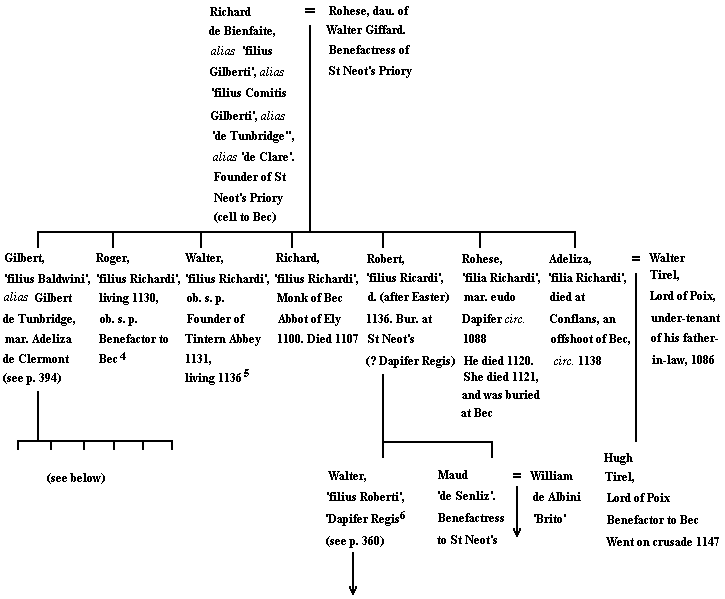 Richard = Rohese, dau. of
de Bienfaite, Walter Giffard.
alias 'filius Benefactress of
Gilberti', alias St Neot's Priory
'filius Comitis
Gilberti', alias
'de Tunbridge",
alias 'de Clare'.
Founder of St
Neot's Priory
(cell to Bec)
Gilbert,
'filius Baldwini',
alias Gilbert
de Tunbridge,
mar. Adeliza
de Clermont
(see p. 394)
Roger,
'filius Richardi',
living 1130,
ob. s. p.
Benefactor to
Bec 4
Walter,
'filius Richardi',
ob. s. p.
Founder of
Tintern Abbey
1131,
living 1136 5
Richard,
'filius Richardi',
Monk of Bec
Abbot of Ely
1100. Died 1107
Robert,
'filius Ricardi',
d. (after Easter)
1136. Bur. at
St Neot's
(? Dapifer Regis)
Rohese,
'filia Richardi',
mar. eudo
Dapifer circ.
1088
He died 1120.
She died 1121,
and was buried
at Bec
Adeliza,
'filia Richardi',
died at
Conflans, an
offshoot of Bec,
circ. 1138
=
Walter
Tirel,
Lord of Poix,
under-tenant
of his father-
in-law, 1086
(see below)
Walter,
'filius Roberti',
'Dapifer Regis6
(see p. 360)
Maud
'de Senliz'.
Benefactress
to St Neot's
=
William
de Albini
'Brito'
Hugh
Tirel,
Lord of Poix
Benefactor to Bec
Went on crusade 1147